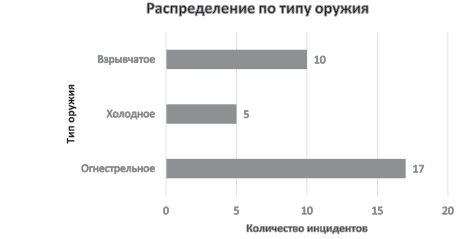 Распределение по типу оружия
Взрывчатое
10
Холодное
5
Огнестрельное
17
Тип оружия
0 5 10 15 20
Количество инцидентов